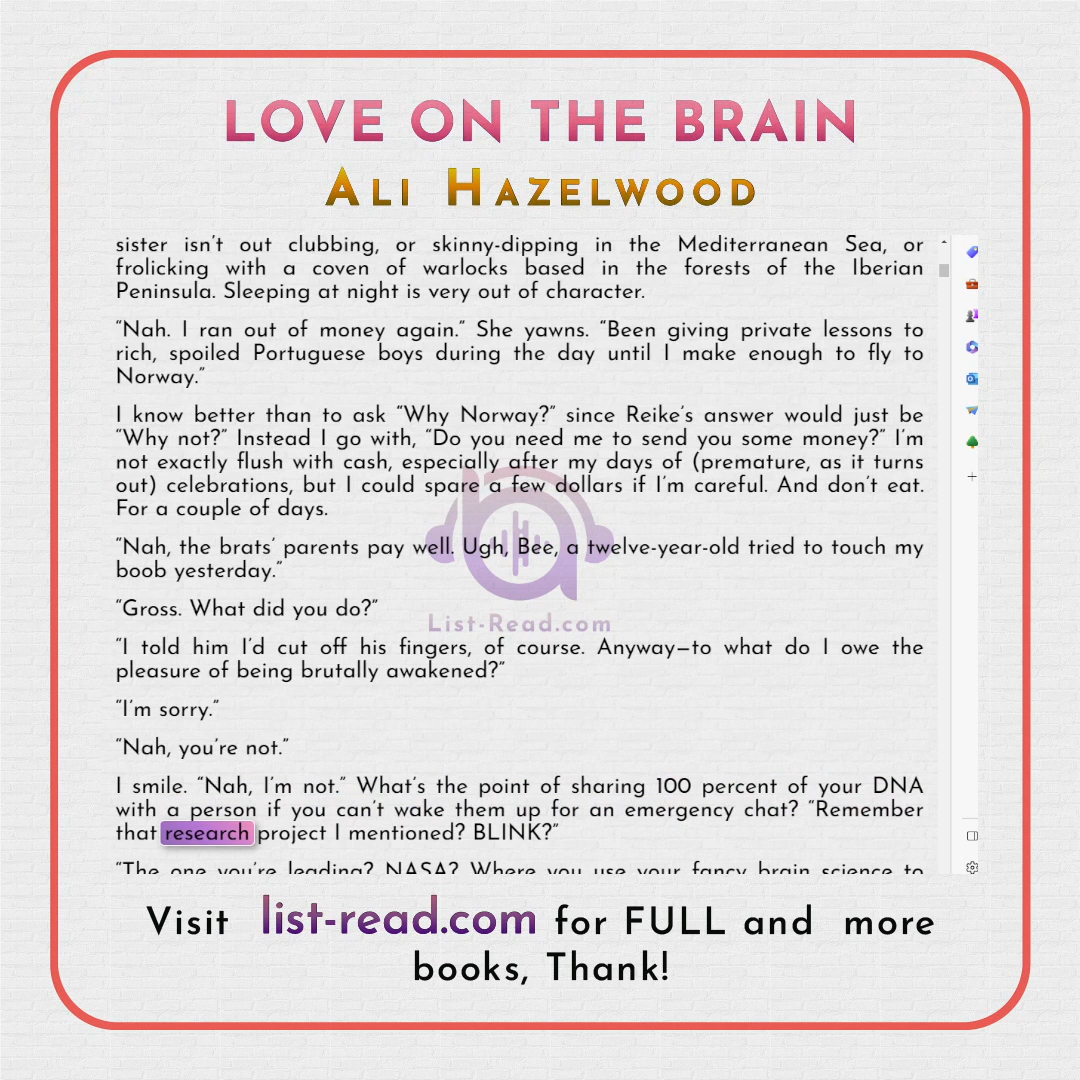 LOVE ON THE BRAIN
ALI HAZELWOOD
sister isn't out clubbing, or skinny-dipping in the Mediterranean Sea, or
frolicking with a coven of warlocks based in the forests of the Iberian
Peninsula. Sleeping at night is very out of character.
“Nah. I ran out of money again.” She yawns. “Been giving private lessons to
rich, spoiled Portuguese boys during the day until I make enough to fly to
Norway.”
I know better than to ask “Why Norway?” since Reike's answer would just be
“Why not?” Instead I go with, “Do you need me to send you some money?” I'm
not exactly flush with cash, especially after my days of (premature, as it turns
out) celebrations, but I could spare a few dollars if I'm careful. And don't eat.
For a couple of days.
“Nah, the brats' parents pay well. Ugh, Bee, a twelve-year-old tried to touch my
boob yesterday.”
“Gross. What did you do?”
“I told him I'd cut off his fingers, of course. Anyway—to what do I owe the
pleasure of being brutally awakened?”
“I'm sorry.”
“Nah, you're not.”
I smile. “Nah, I'm not.” What's the point of sharing 100 percent of your DNA
with a person if you can't wake them up for an emergency chat? “Remember
that research project I mentioned? BLINK?”
“The one you're leading? NASA? Where you use your fancy brain science to
List-Read.com
Visit list-read.com for FULL and more
books, Thank!